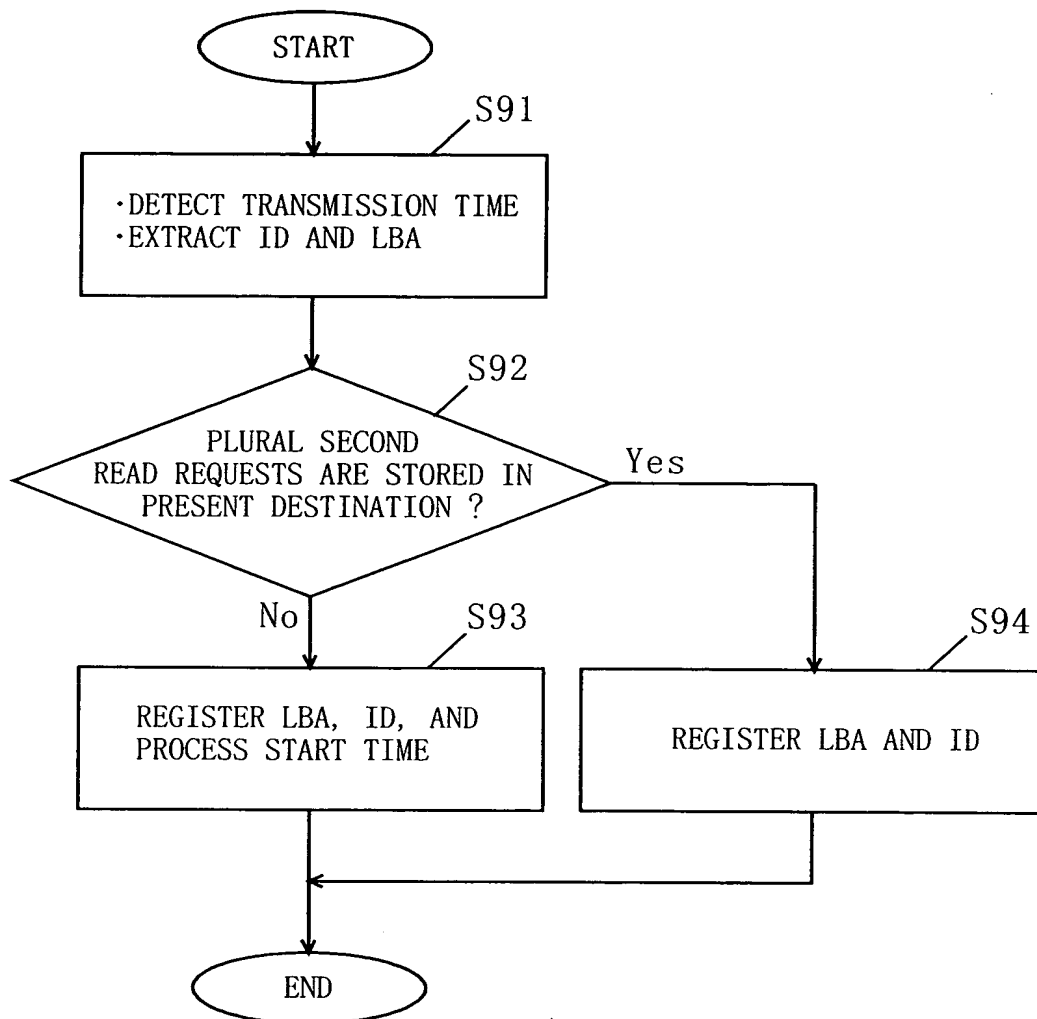 START
S91
·DETECT TRANSMISSION TIME
·EXTRACT ID AND LBA
S92
PLURAL SECOND
READ REQUESTS ARE STORED IN
PRESENT DESTINATION ?
Yes
No
S93
REGISTER LBA, ID, AND
PROCESS START TIME
S94
REGISTER LBA AND ID
END